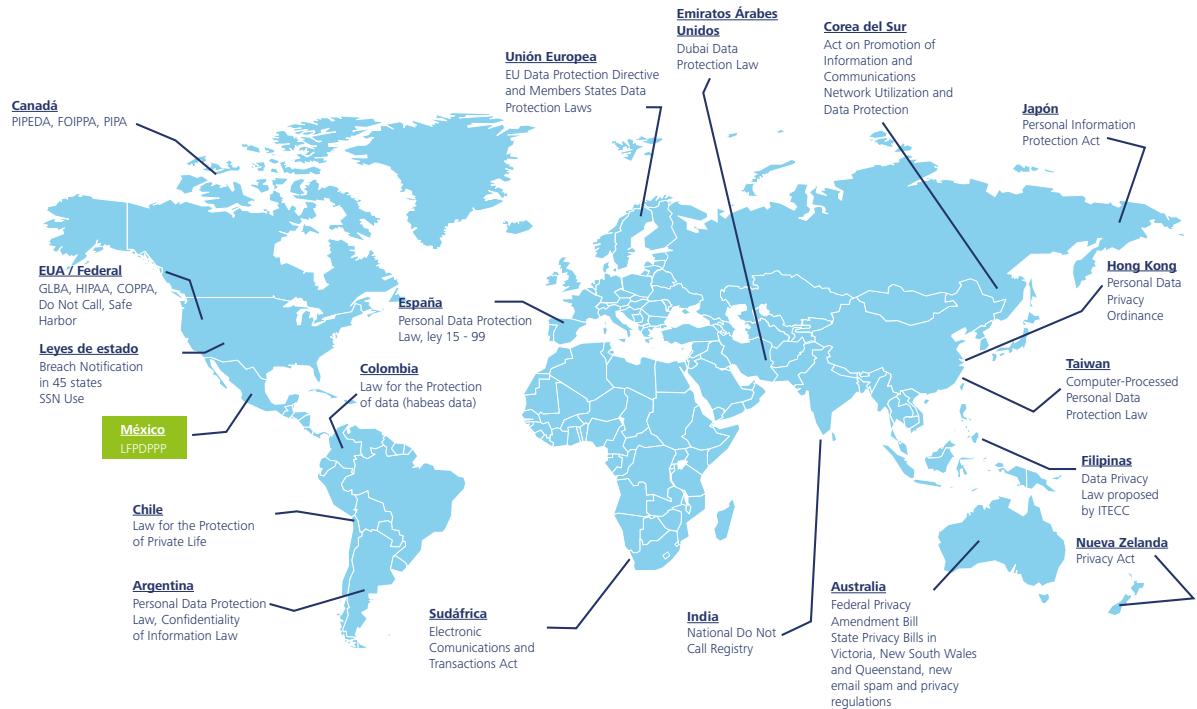 Canadá
PIPEDA, FOIPPA, PIPA
EUA / Federal
GLBA, HIPAA, COPPA,
Do Not Call, Safe
Harbor
Leyes de estado
Breach Notification
in 45 states
SSN Use
México
LFPDPPP
Chile
Law for the Protection
of Private Life
Argentina
Personal Data Protection
Law, Confidentiality
of Information Law
Colombia
Law for the Protection
of data (habeas data)
España
Personal Data Protection
Law, ley 15 - 99
Unión Europea
EU Data Protection Directive
and Members States Data
Protection Laws
Emiratos Árabes
Unidos
Dubai Data
Protection Law
Corea del Sur
Act on Promotion of
Information and
Communications
Network Utilization and
Data Protection
Japón
Personal Information
Protection Act
Hong Kong
Personal Data
Privacy
Ordinance
Taiwan
Computer-Processed
Personal Data
Protection Law
Filipinas
Data Privacy
Law proposed
by ITECC
Nueva Zelanda
Privacy Act
Australia
Federal Privacy
Amendment Bill
State Privacy Bills in
Victoria, New South Wales
and Queenstand, new
email spam and privacy
regulations
India
National Do Not
Call Registry
Sudáfrica
Electronic
Comunications and
Transactions Act